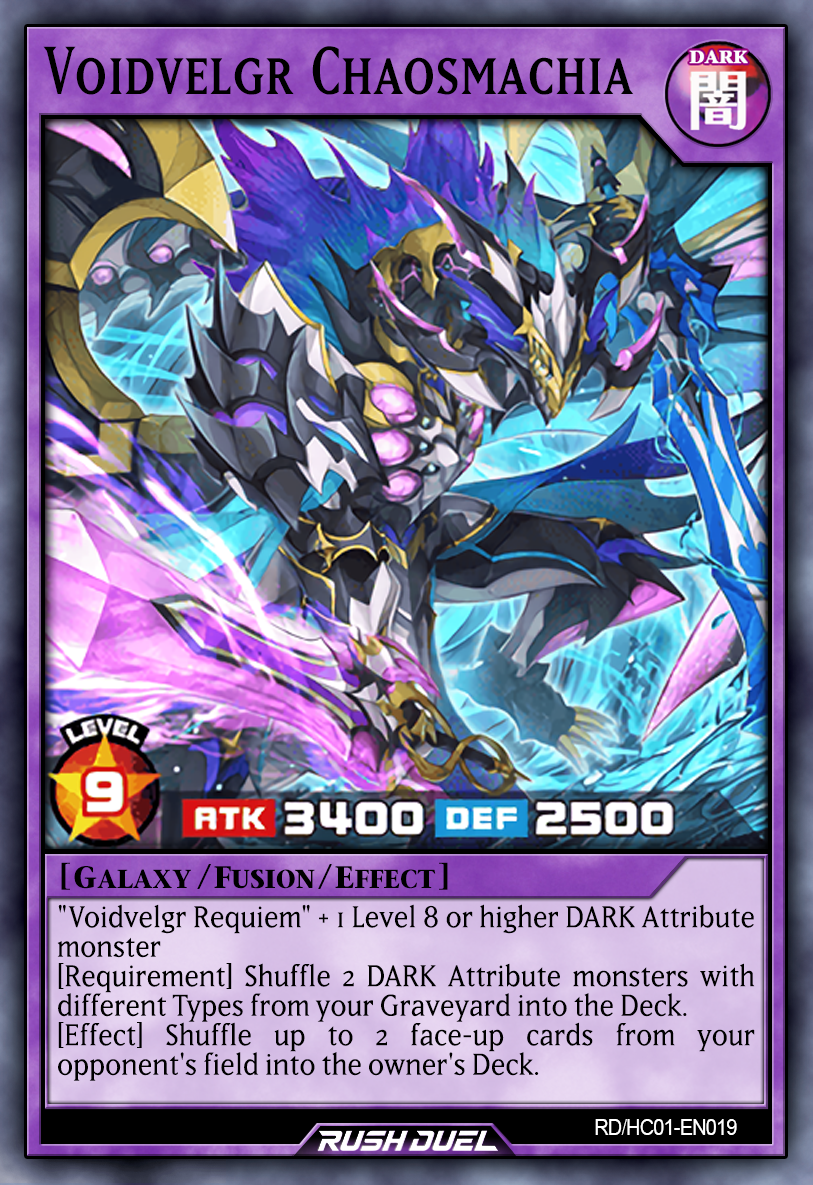 Voidvelgr Chaosmachia
DARK
闇
LEVEL
9
ATK 3400 DEF 2500
[Galaxy/Fusion/Effect]
"Voidvelgr Requiem" + 1 Level 8 or higher DARK Attribute
monster
[Requirement] Shuffle 2 DARK Attribute monsters with
different Types from your Graveyard into the Deck.
[Effect] Shuffle up to 2 face-up cards from your
opponent's field into the owner's Deck.
RD/HC01-EN019
RUSH DUEL